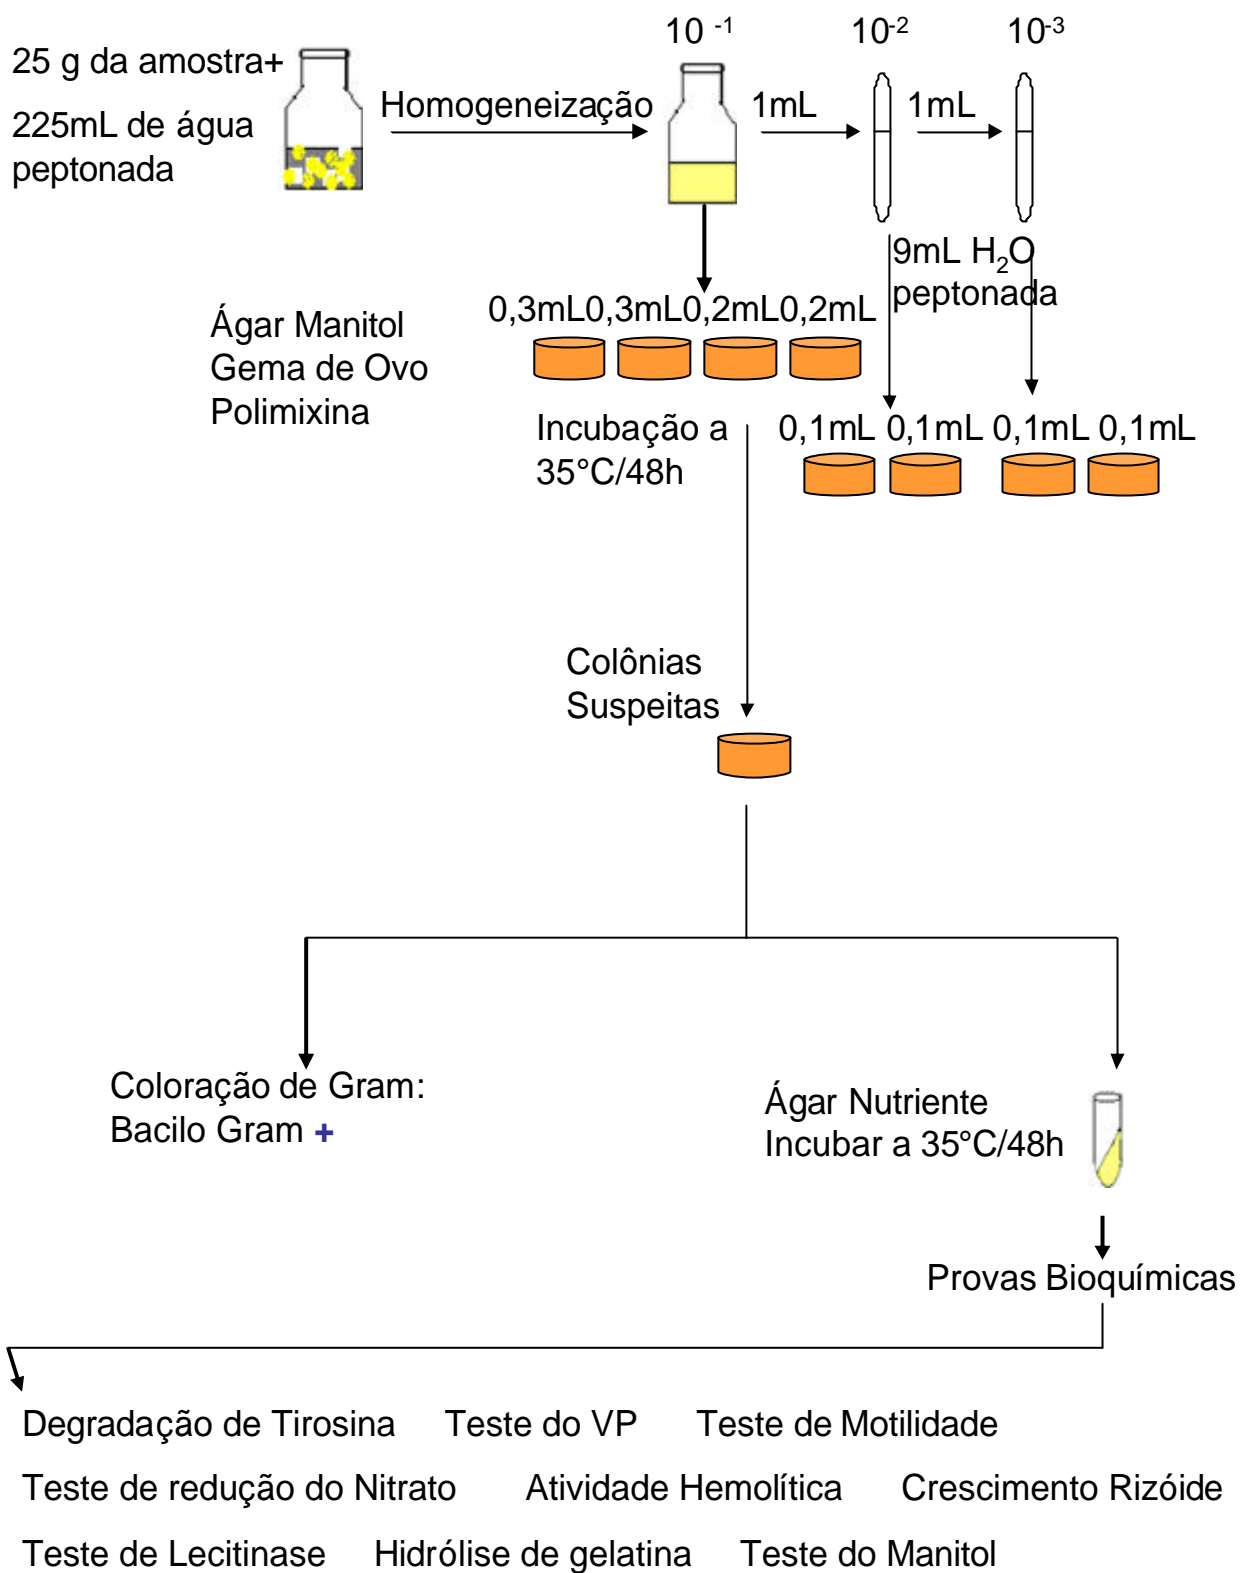 10 -1
10-2
10-3
25 g da amostra+
225mL de água
peptonada
Homogeneização
1mL
1mL
9mL H2O
peptonada
0,3mL0,3mL0,2mL0,2mL
Ágar Manitol
Gema de Ovo
Polimixina
Incubação a
35°C/48h
0,1mL 0,1mL 0,1mL 0,1mL
Colônias
Suspeitas
Coloração de Gram:
Bacilo Gram +
Ágar Nutriente
Incubar a 35°C/48h
Provas Bioquímicas
Degradação de Tirosina Teste do VP Teste de Motilidade
Teste de redução do Nitrato Atividade Hemolítica Crescimento Rizóide
Teste de Lecitinase Hidrólise de gelatina Teste do Manitol